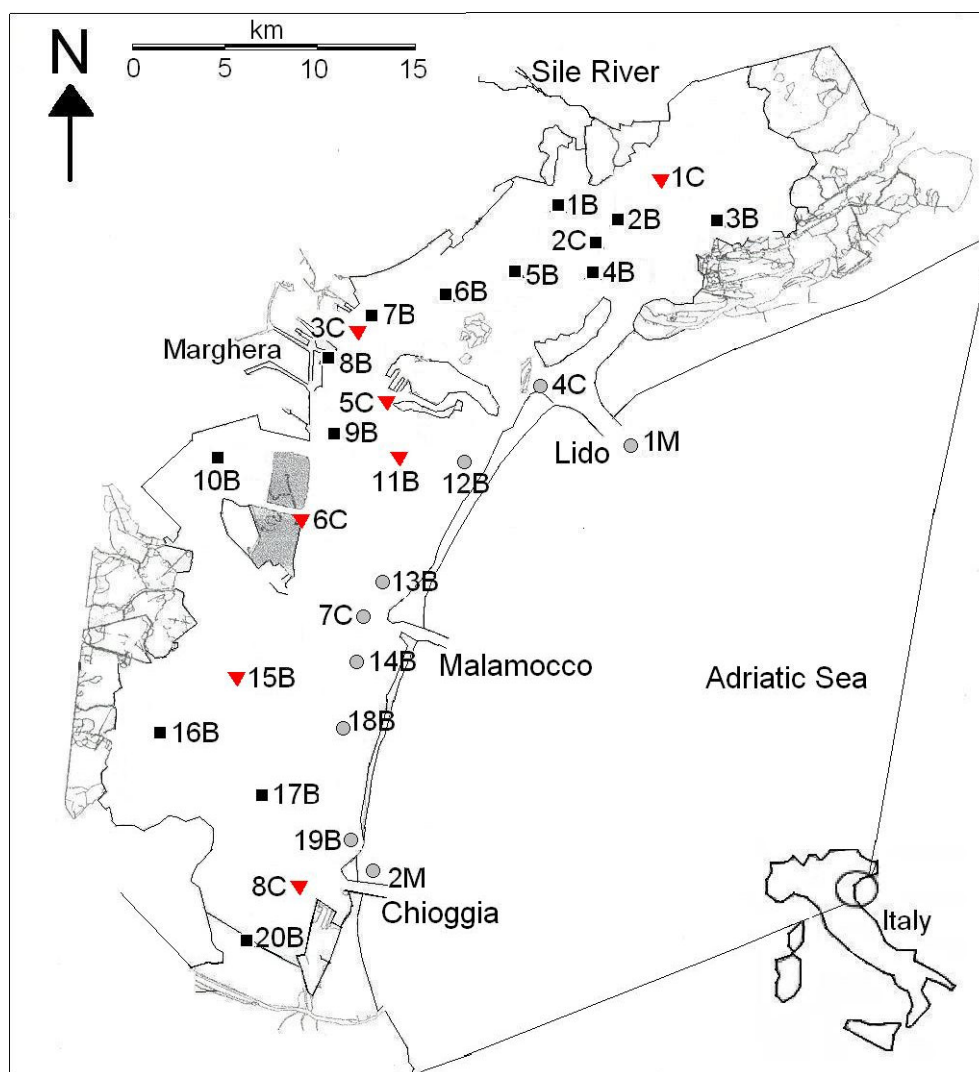 N
km
0 5 10 15
Sile River
1C
1B
2B
3B
2C
4B
5B
6B
7B
3C
Marghera
8B
5C
4C
9B
Lido
1M
10B
11B
12B
6C
13B
7C
Malamocco
14B
15B
Adriatic Sea
18B
16B
17B
19B
2M
8C
Chioggia
20B
Italy